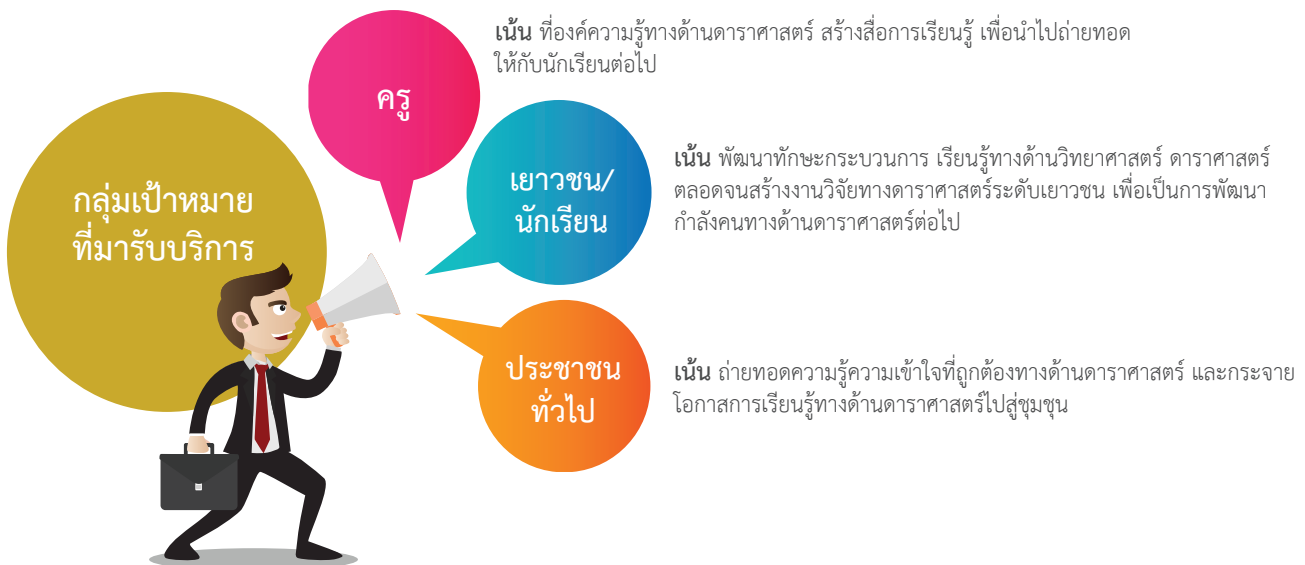 กลุ่มเป้าหมาย
ที่มารับบริการ
ครู
เน้น ที่องค์ความรู้ทางด้านดาราศาสตร์ สร้างสื่อการเรียนรู้ เพื่อนำไปถ่ายทอด
ให้กับนักเรียนต่อไป
เยาวชน/
นักเรียน
เน้น พัฒนาทักษะกระบวนการ เรียนรู้ทางด้านวิทยาศาสตร์ ดาราศาสตร์
ตลอดจนสร้างงานวิจัยทางดาราศาสตร์ระดับเยาวชน เพื่อเป็นการพัฒนา
กำลังคนทางด้านดาราศาสตร์ต่อไป
ประชาชน
ทั่วไป
เน้น ถ่ายทอดความรู้ความเข้าใจที่ถูกต้องทางด้านดาราศาสตร์ และกระจาย
โอกาสการเรียนรู้ทางด้านดาราศาสตร์ไปสู่ชุมชุน